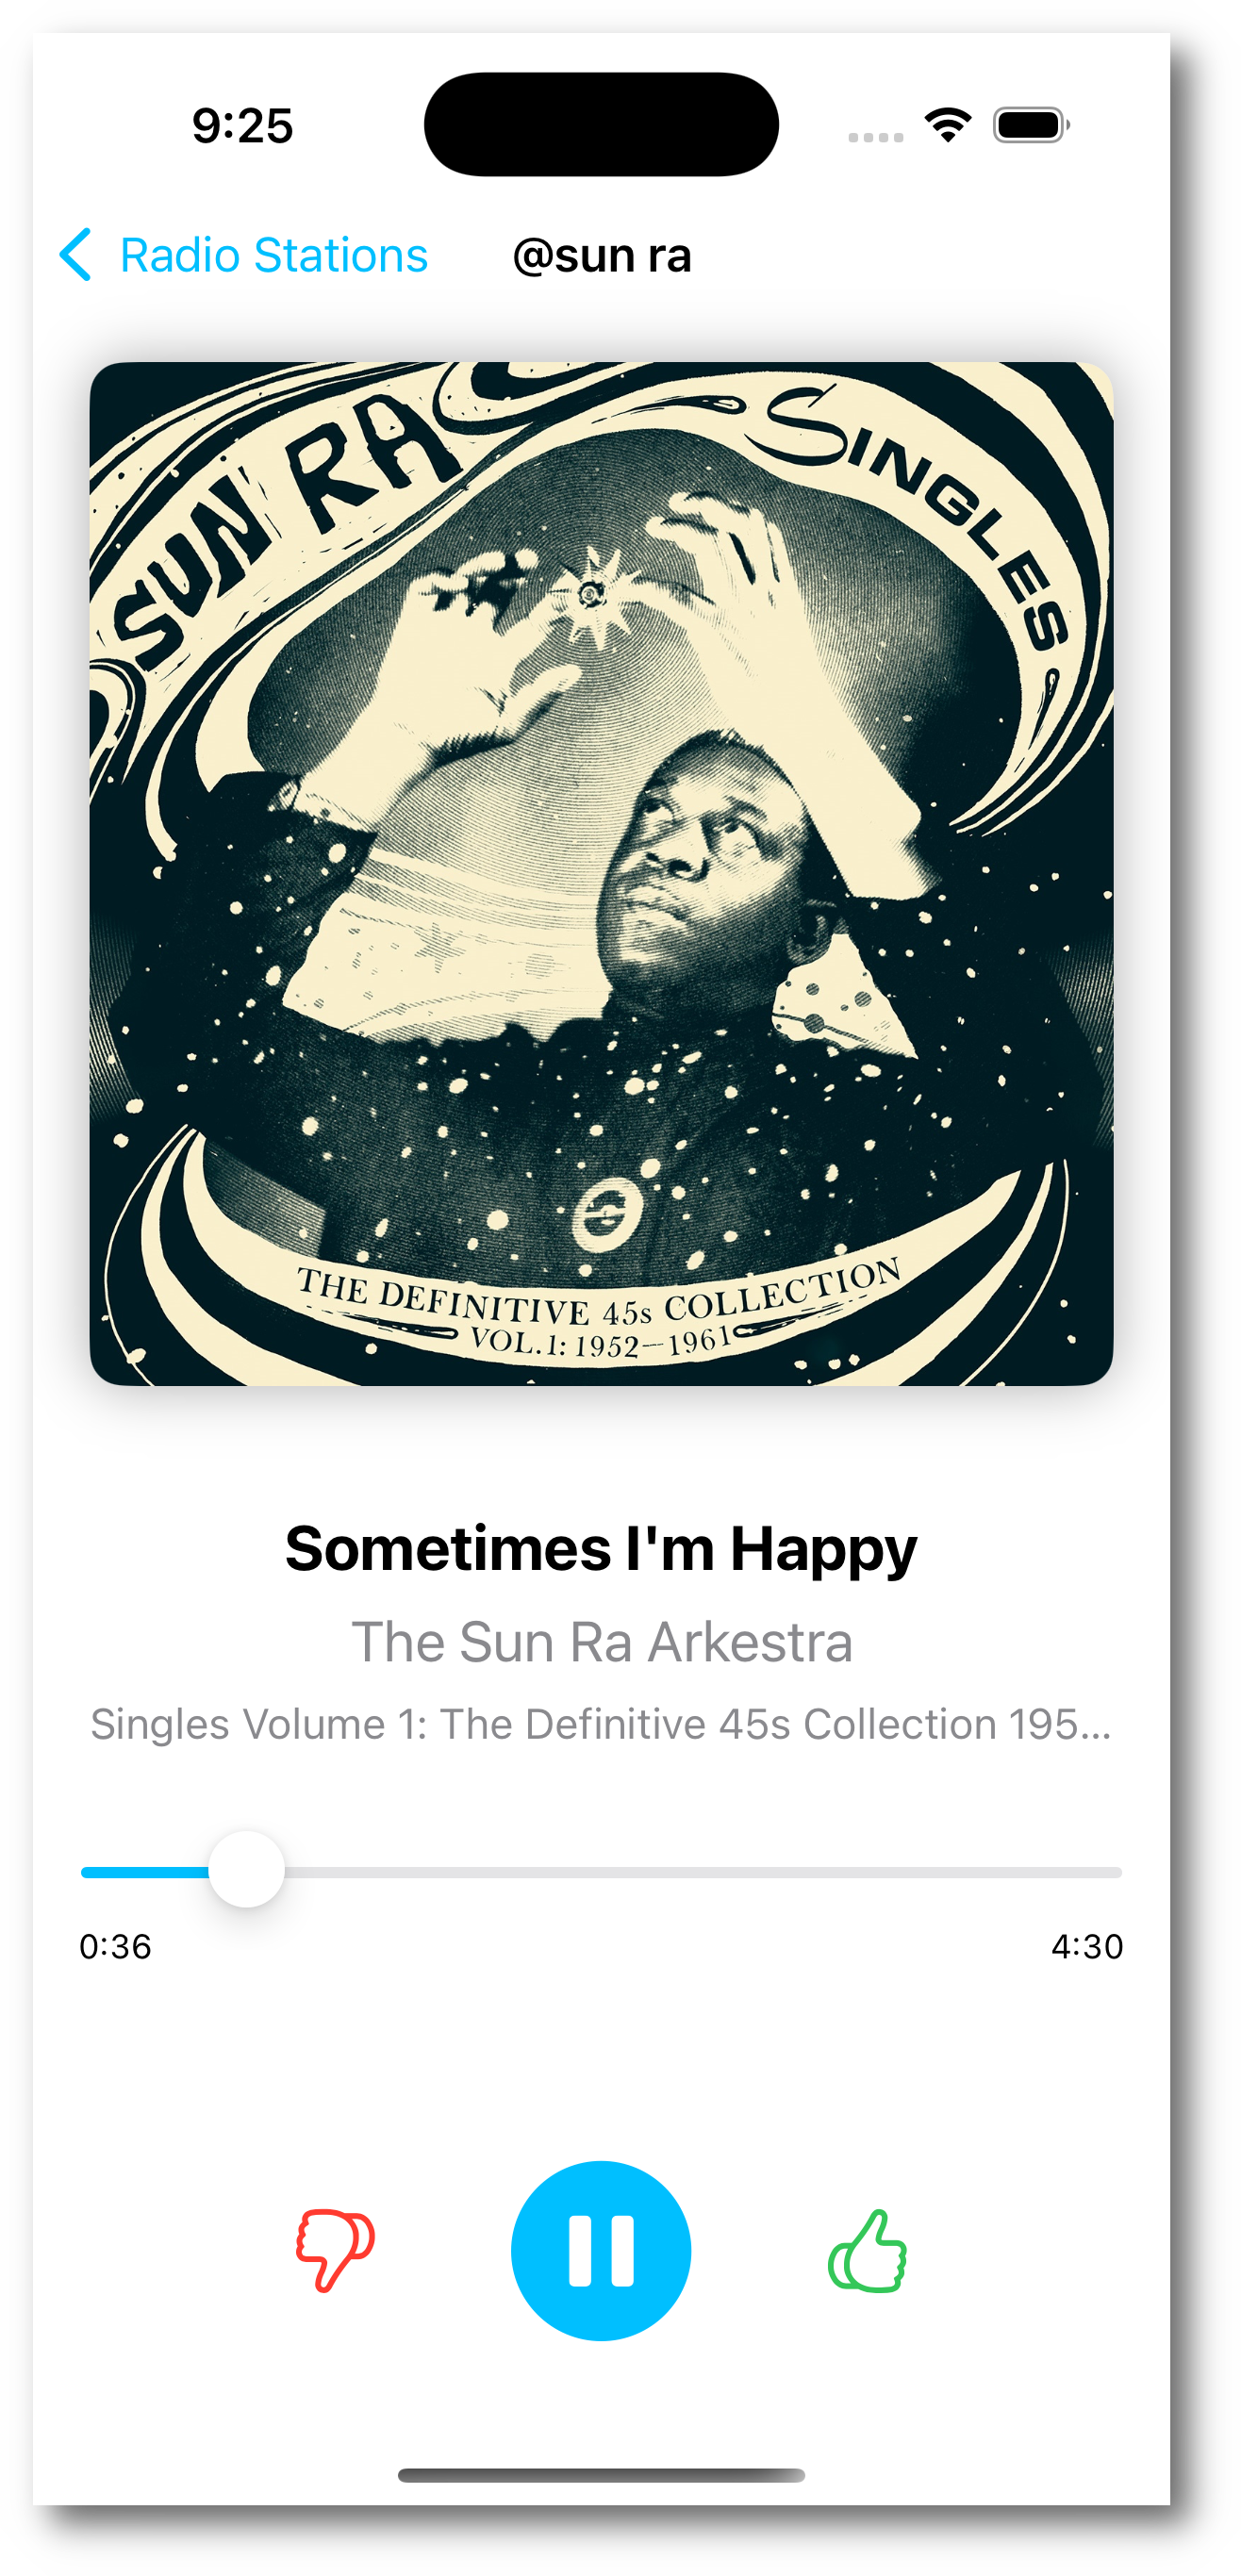 9:25
Radio Stations
@sun ra
SUN RA
SINGLES
THE DEFINITIVE 45s COLLECTION
VOL.1: 1952—1961
Sometimes I'm Happy
The Sun Ra Arkestra
Singles Volume 1: The Definitive 45s Collection 195...
0:36
4:30